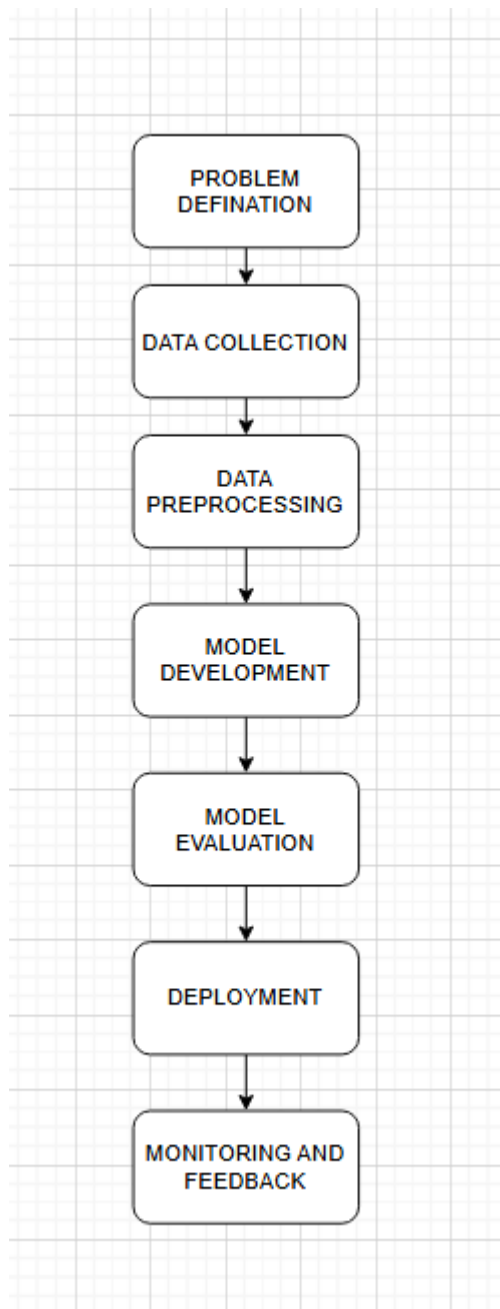 PROBLEM
DEFINATION
DATA COLLECTION
DATA
PREPROCESSING
MODEL
DEVELOPMENT
MODEL
EVALUATION
DEPLOYMENT
MONITORING AND
FEEDBACK